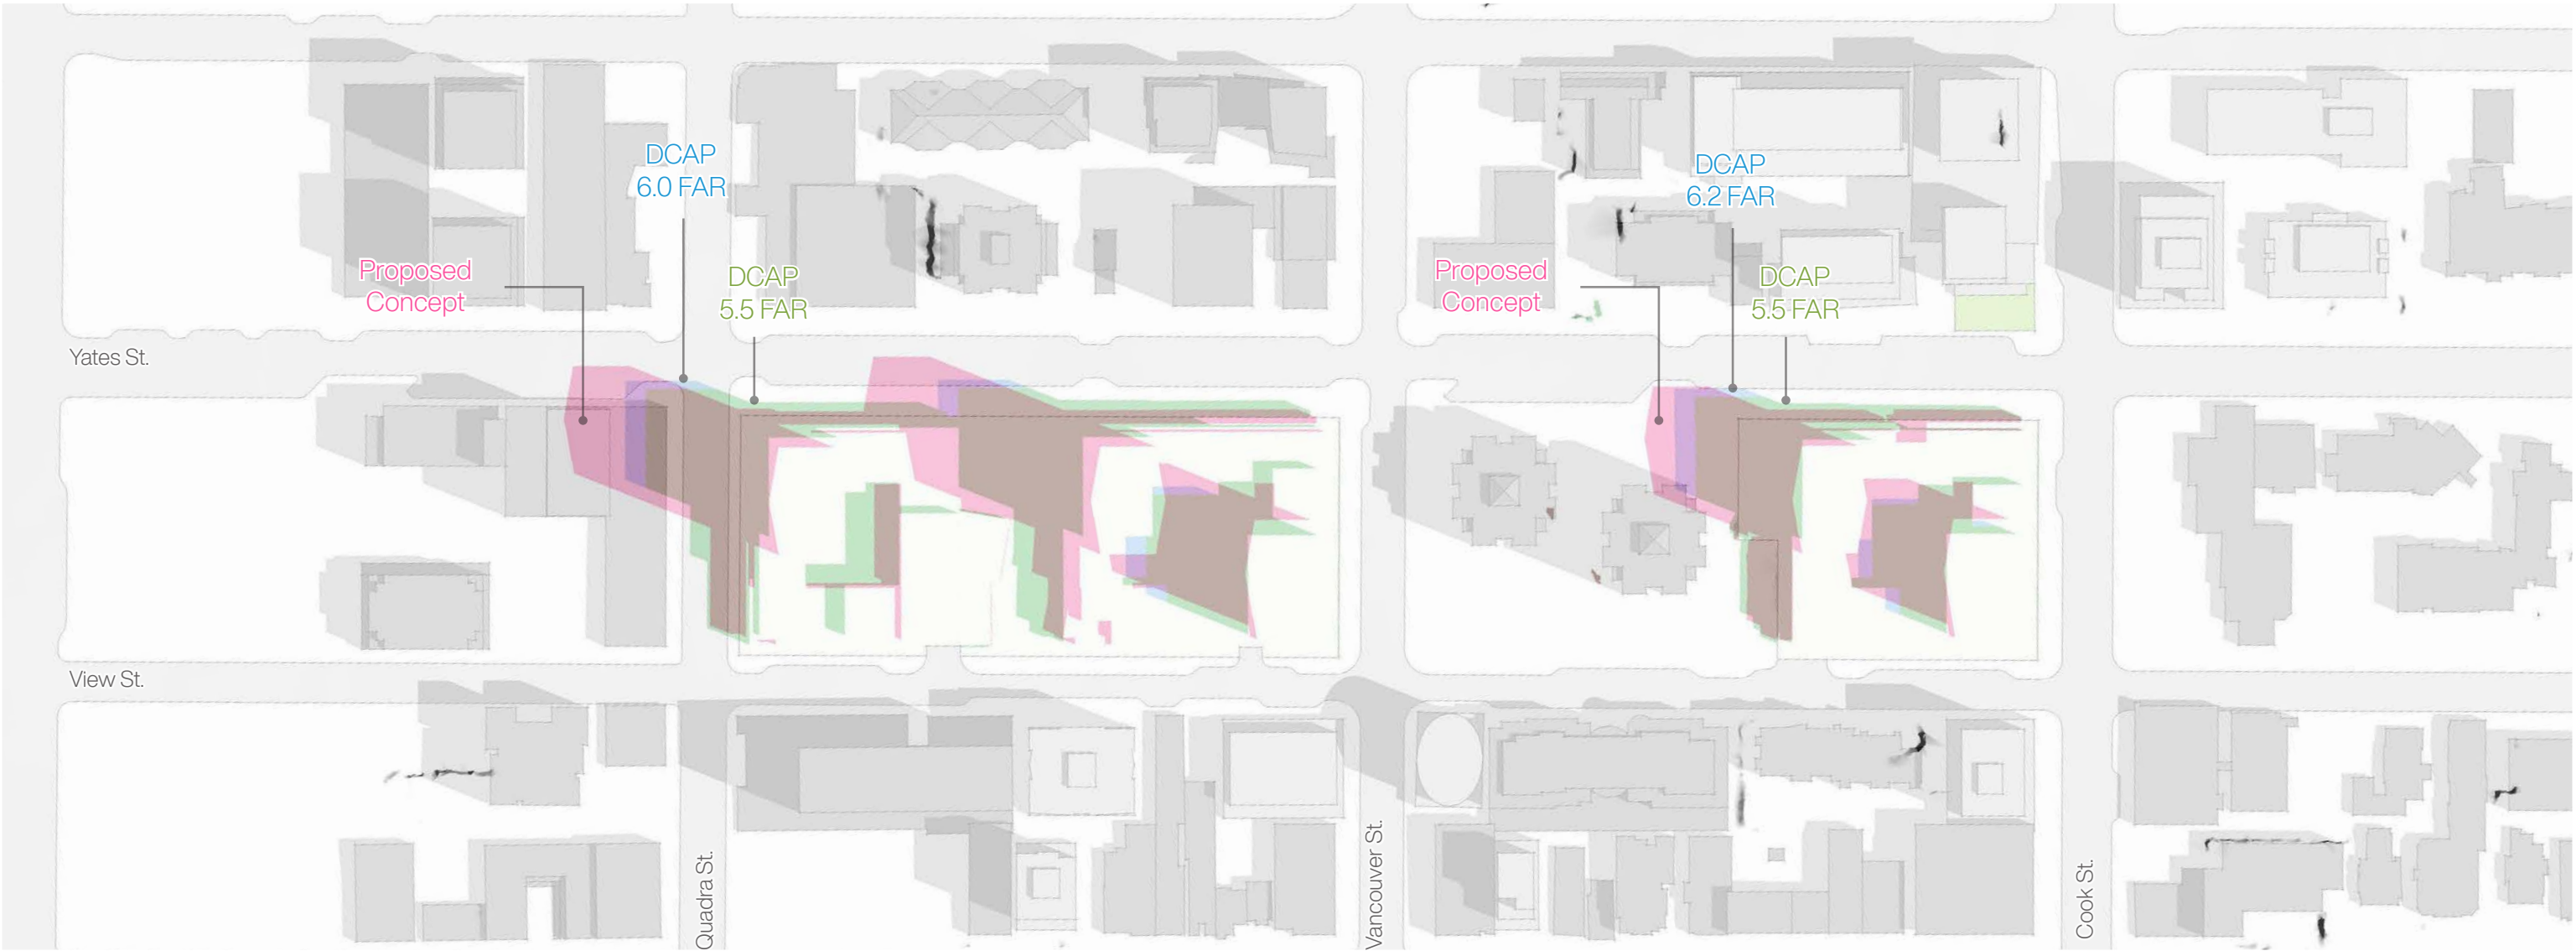 DCAP
6.0 FAR
DCAP
6.2 FAR
Proposed
Concept
DCAP
5.5 FAR
Proposed
Concept
DCAP
5.5 FAR
Yates St.
View St.
Quadra St.
Vancouver St.
Cook St.